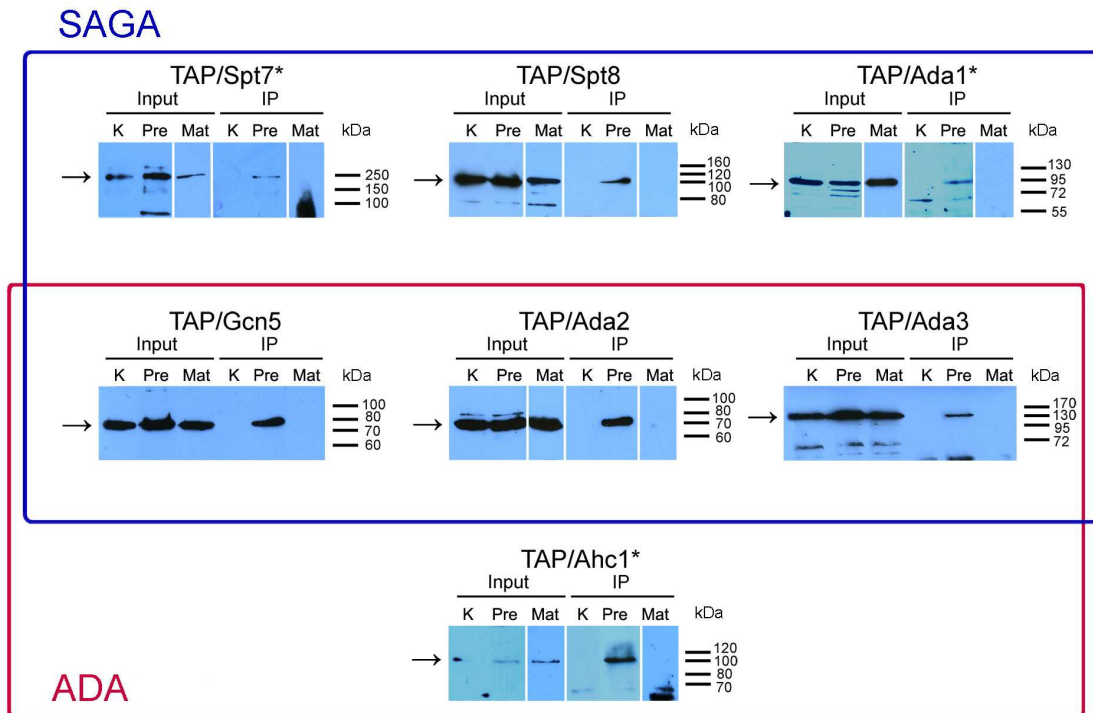 SAGA
TAP/Spt7*
Input IP
K Pre Mat K Pre Mat kDa
250
150
100
TAP/Spt8
Input IP
K Pre Mat K Pre Mat kDa
160
120
100
80
TAP/Ada1*
Input IP
K Pre Mat K Pre Mat kDa
130
95
72
55
TAP/Gcn5
Input IP
K Pre Mat K Pre Mat kDa
100
80
70
60
TAP/Ada2
Input IP
K Pre Mat K Pre Mat kDa
100
80
70
60
TAP/Ada3
Input IP
K Pre Mat K Pre Mat kDa
170
130
95
72
TAP/Ahc1*
Input IP
K Pre Mat K Pre Mat kDa
120
100
80
70
ADA